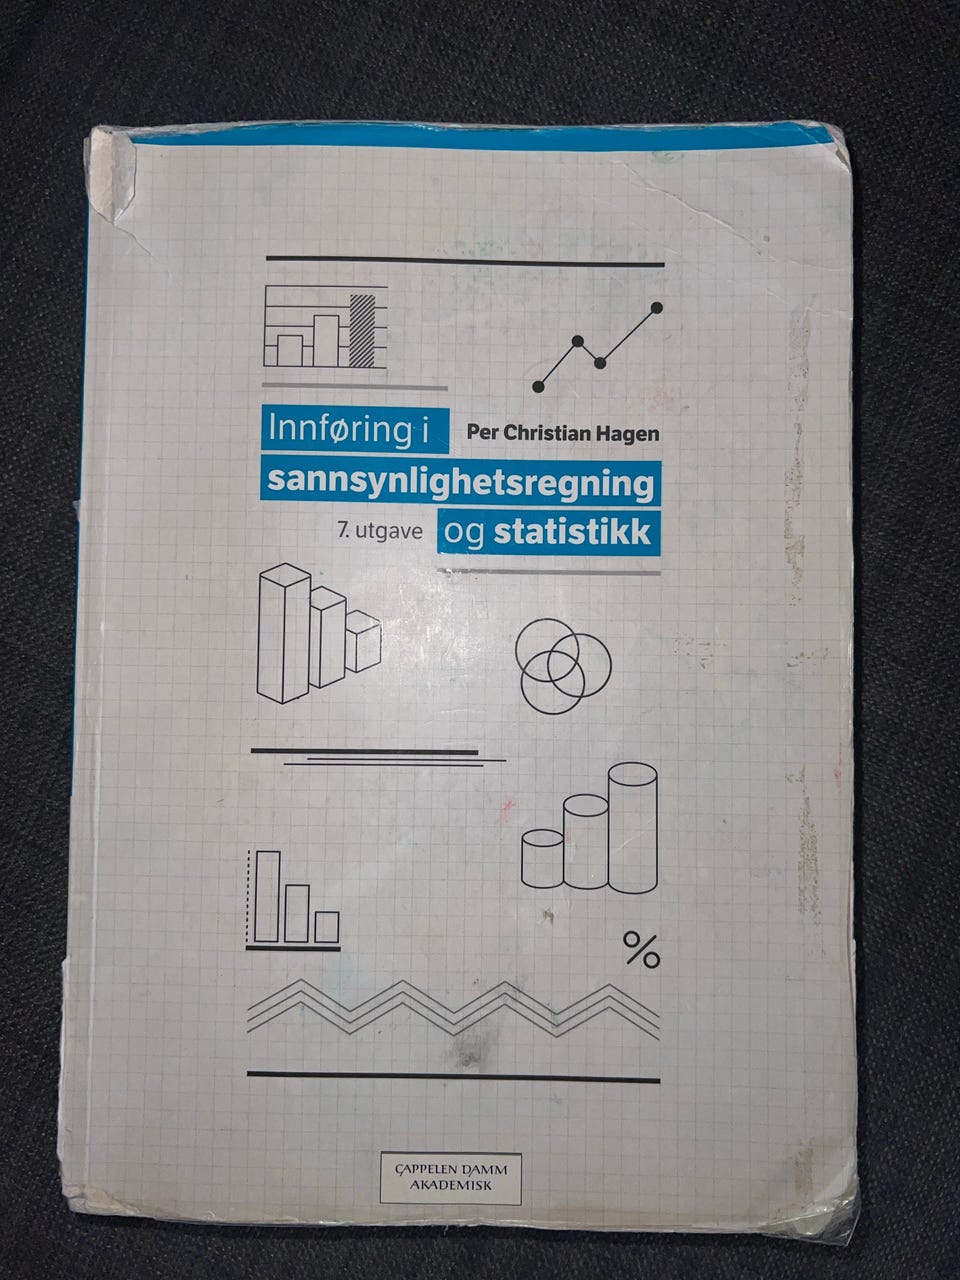 Innføring i
Per Christian Hagen
sannsynlighetsregning
7. utgave
og statistikk
%
CAPPELEN DAMM
AKADEMISK